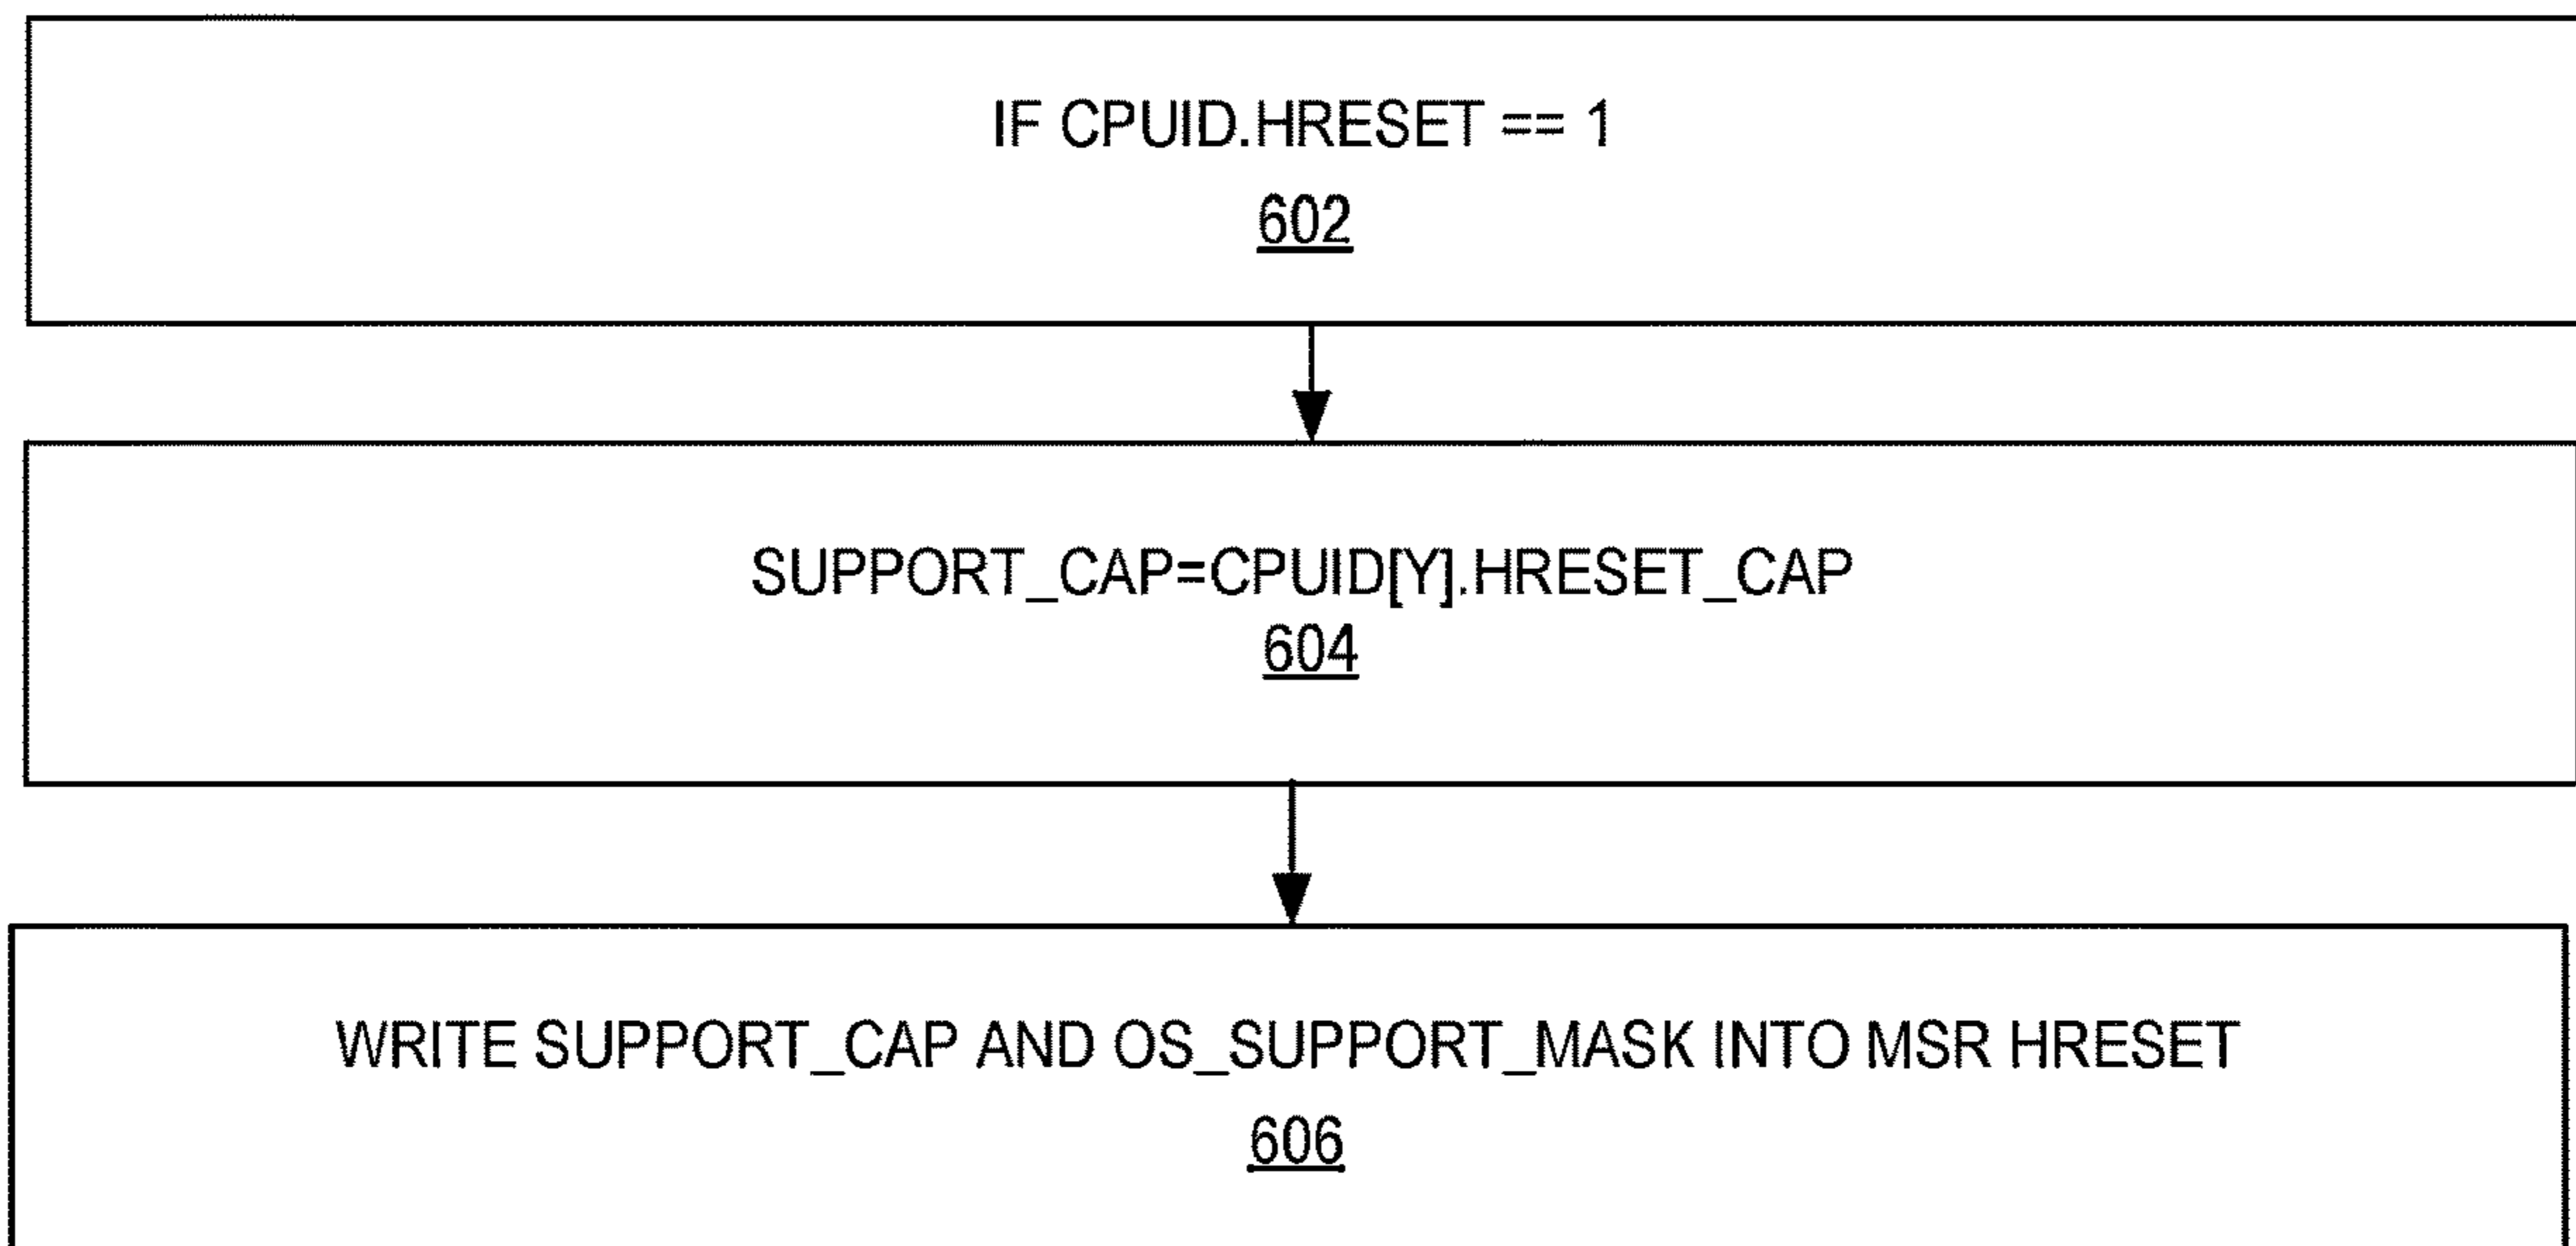 IF CPUID.HRESET == 1
602
SUPPORT_CAP=CPUID[Y].HRESET_CAP
604
WRITE SUPPORT_CAP AND OS_SUPPORT_MASK INTO MSR HRESET
606